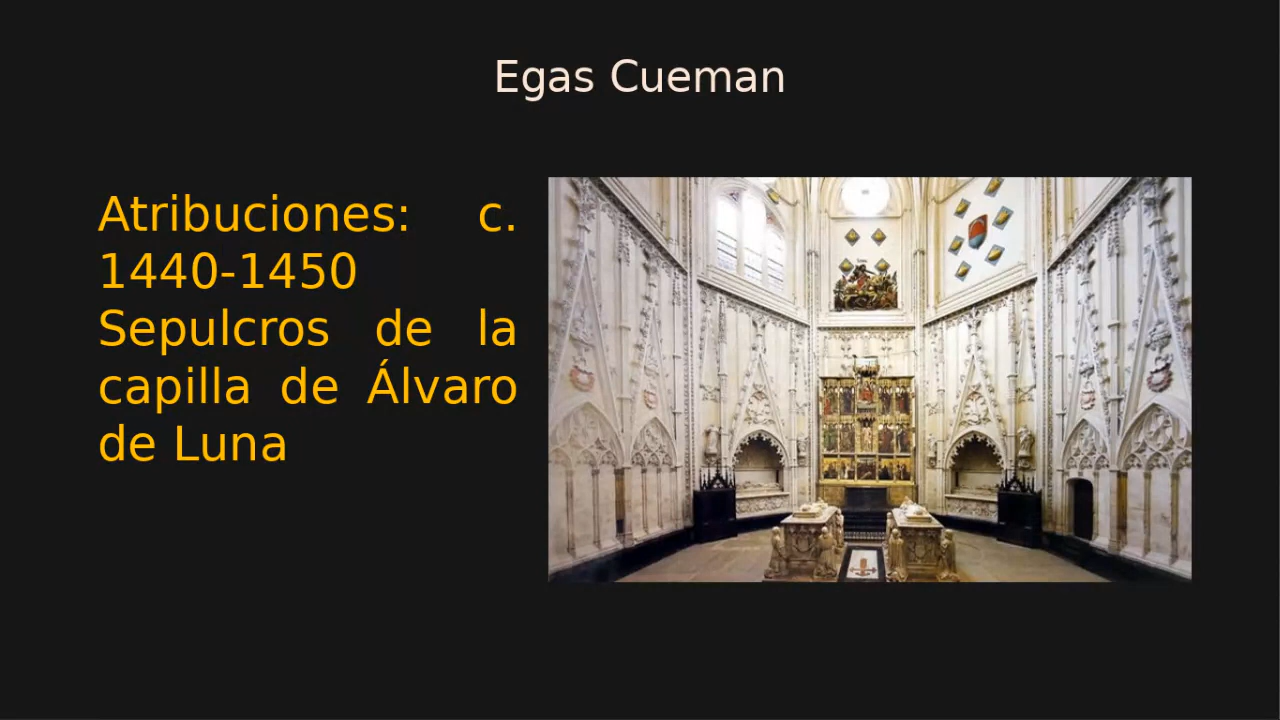 Egas Cueman
Atribuciones: c.
1440-1450
Sepulcros de la
capilla de Álvaro
de Luna